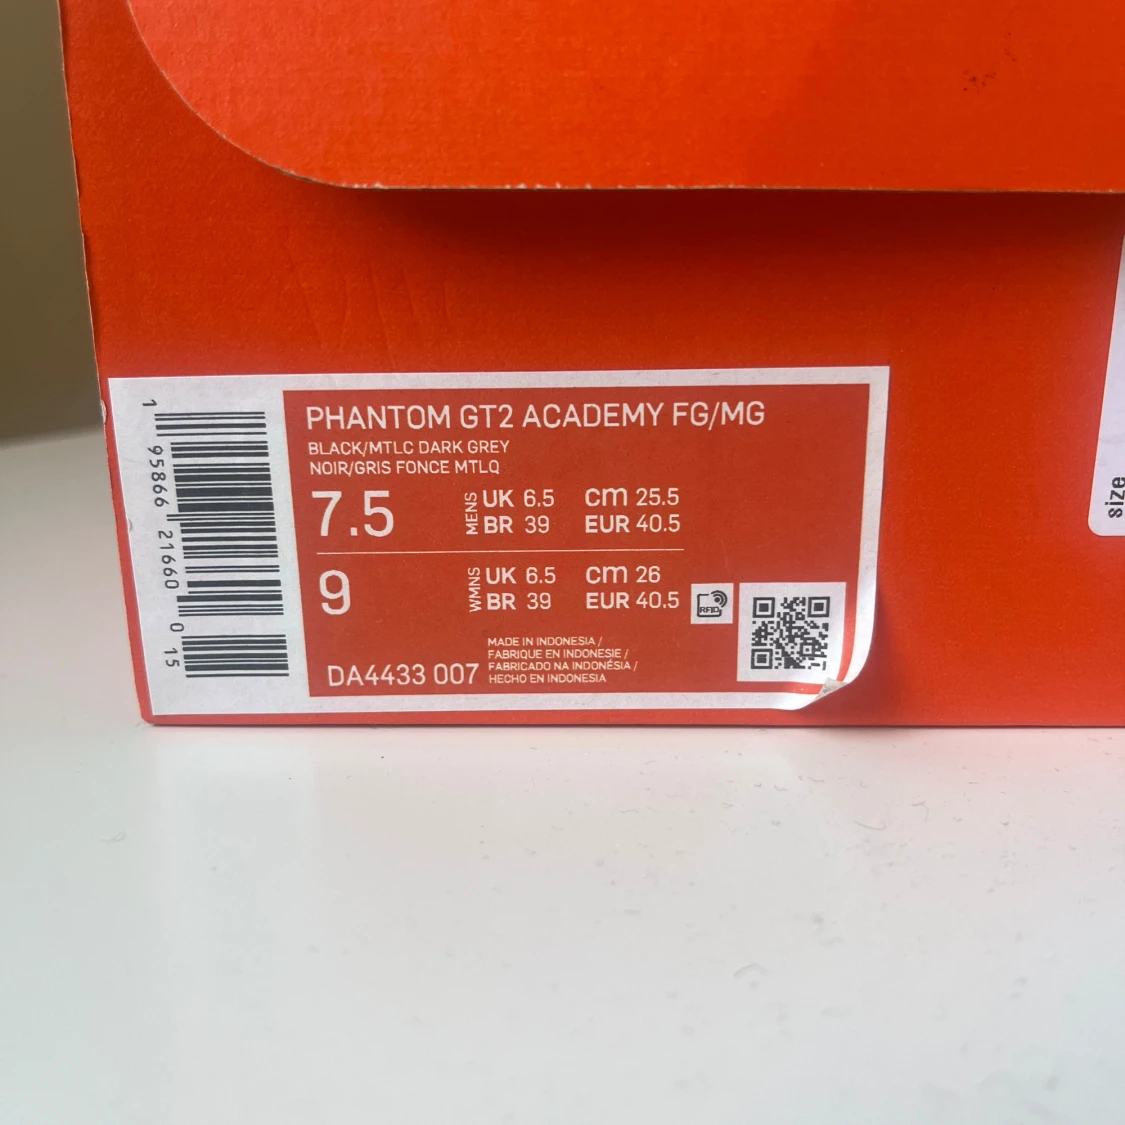 PHANTOM GT2 ACADEMY FG/MG
BLACK/MTLC DARK GREY
NOIR/GRIS FONCE MTLQ
7.5 MENS UK 6.5 cm 25.5
BR 39 EUR 40.5
9 WMNS UK 6.5 cm 26
BR 39 EUR 40.5
RFID
MADE IN INDONESIA /
FABRIQUE EN INDONESIE /
FABRICADO NA INDONÉSIA /
HECHO EN INDONESIA
DA4433 007
1 95866 21660 0 15
size